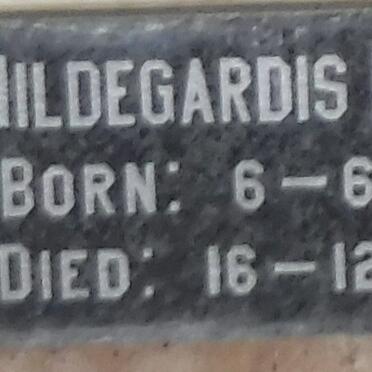 HILDEGARDIS
BORN: 6-6
DIED: 16-12